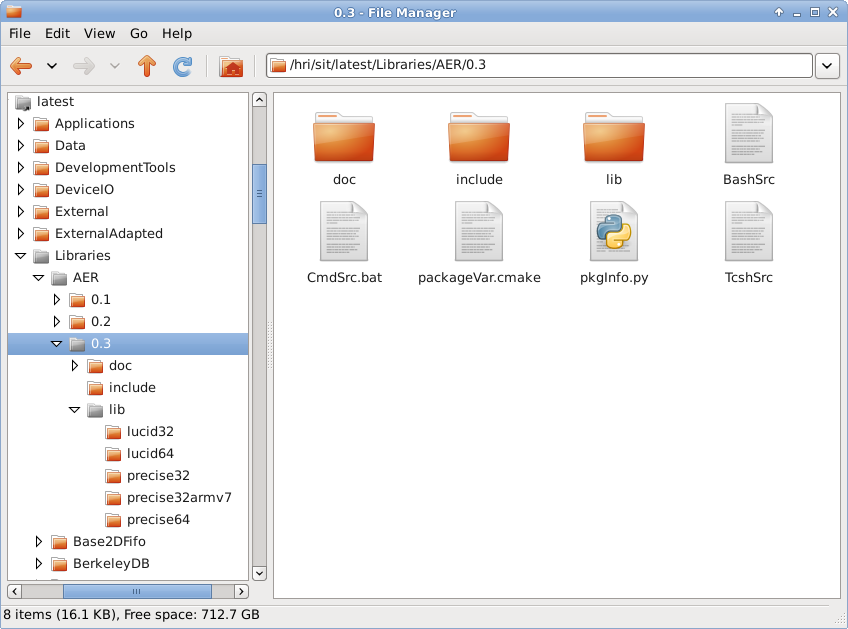 0.3 - File Manager
File Edit View Go Help
/hri/sit/latest/Libraries/AER/0.3
latest
Applications
Data
DevelopmentTools
DeviceIO
External
ExternalAdapted
Libraries
AER
0.1
0.2
0.3
doc
include
lib
lucid32
lucid64
precise32
precise32armv7
precise64
Base2DFifo
BerkeleyDB
doc include lib BashSrc
CmdSrc.bat packageVar.cmake pkgInfo.py TcshSrc
8 items (16.1 KB), Free space: 712.7 GB